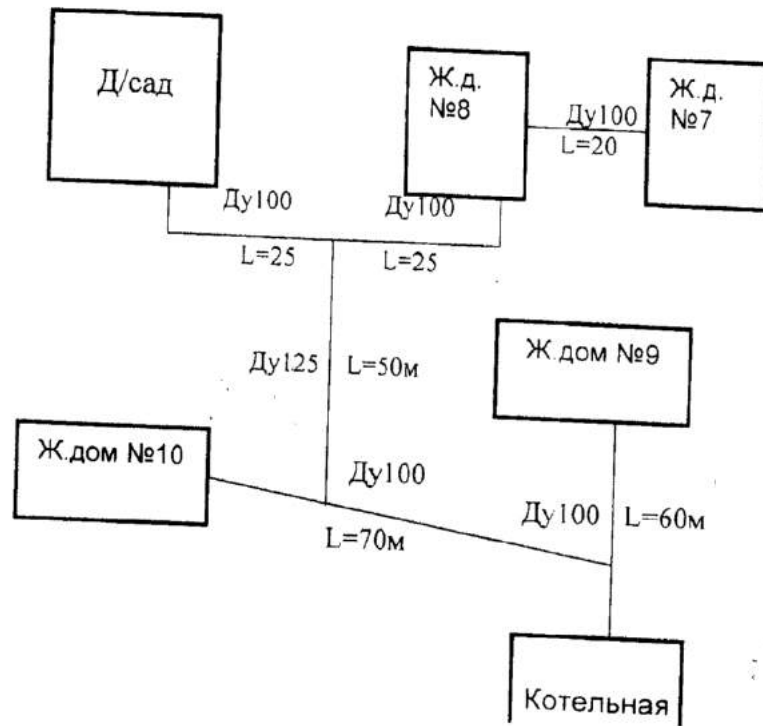 Д/сад
Ж.д.
№8
Ж.д.
№7
Ду100
L=20
Ду100
Ду100
L=25
L=25
Ду125
L=50м
Ж.дом №9
Ж.дом №10
Ду100
L=70м
Ду100
L=60м
Котельная